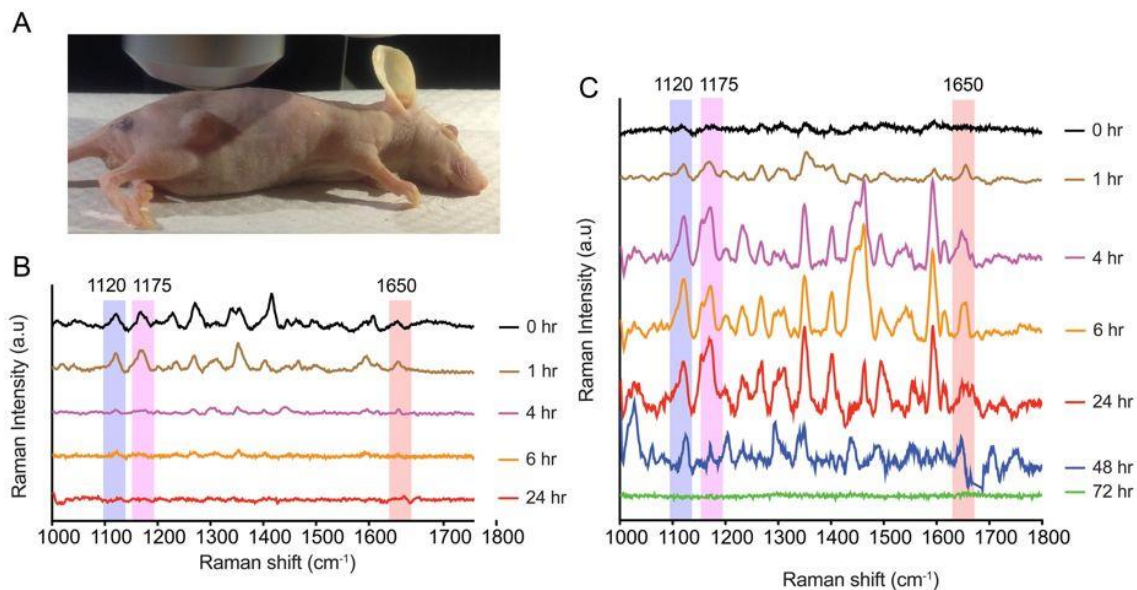 A
B
1120 1175 1650
Raman Intensity (a.u)
0 hr
1 hr
4 hr
6 hr
24 hr
1000 1100 1200 1300 1400 1500 1600 1700 1800
Raman shift (cm⁻¹)
C
1120 1175 1650
Raman Intensity (a.u)
0 hr
1 hr
4 hr
6 hr
24 hr
48 hr
72 hr
1000 1100 1200 1300 1400 1500 1600 1700 1800
Raman shift (cm⁻¹)